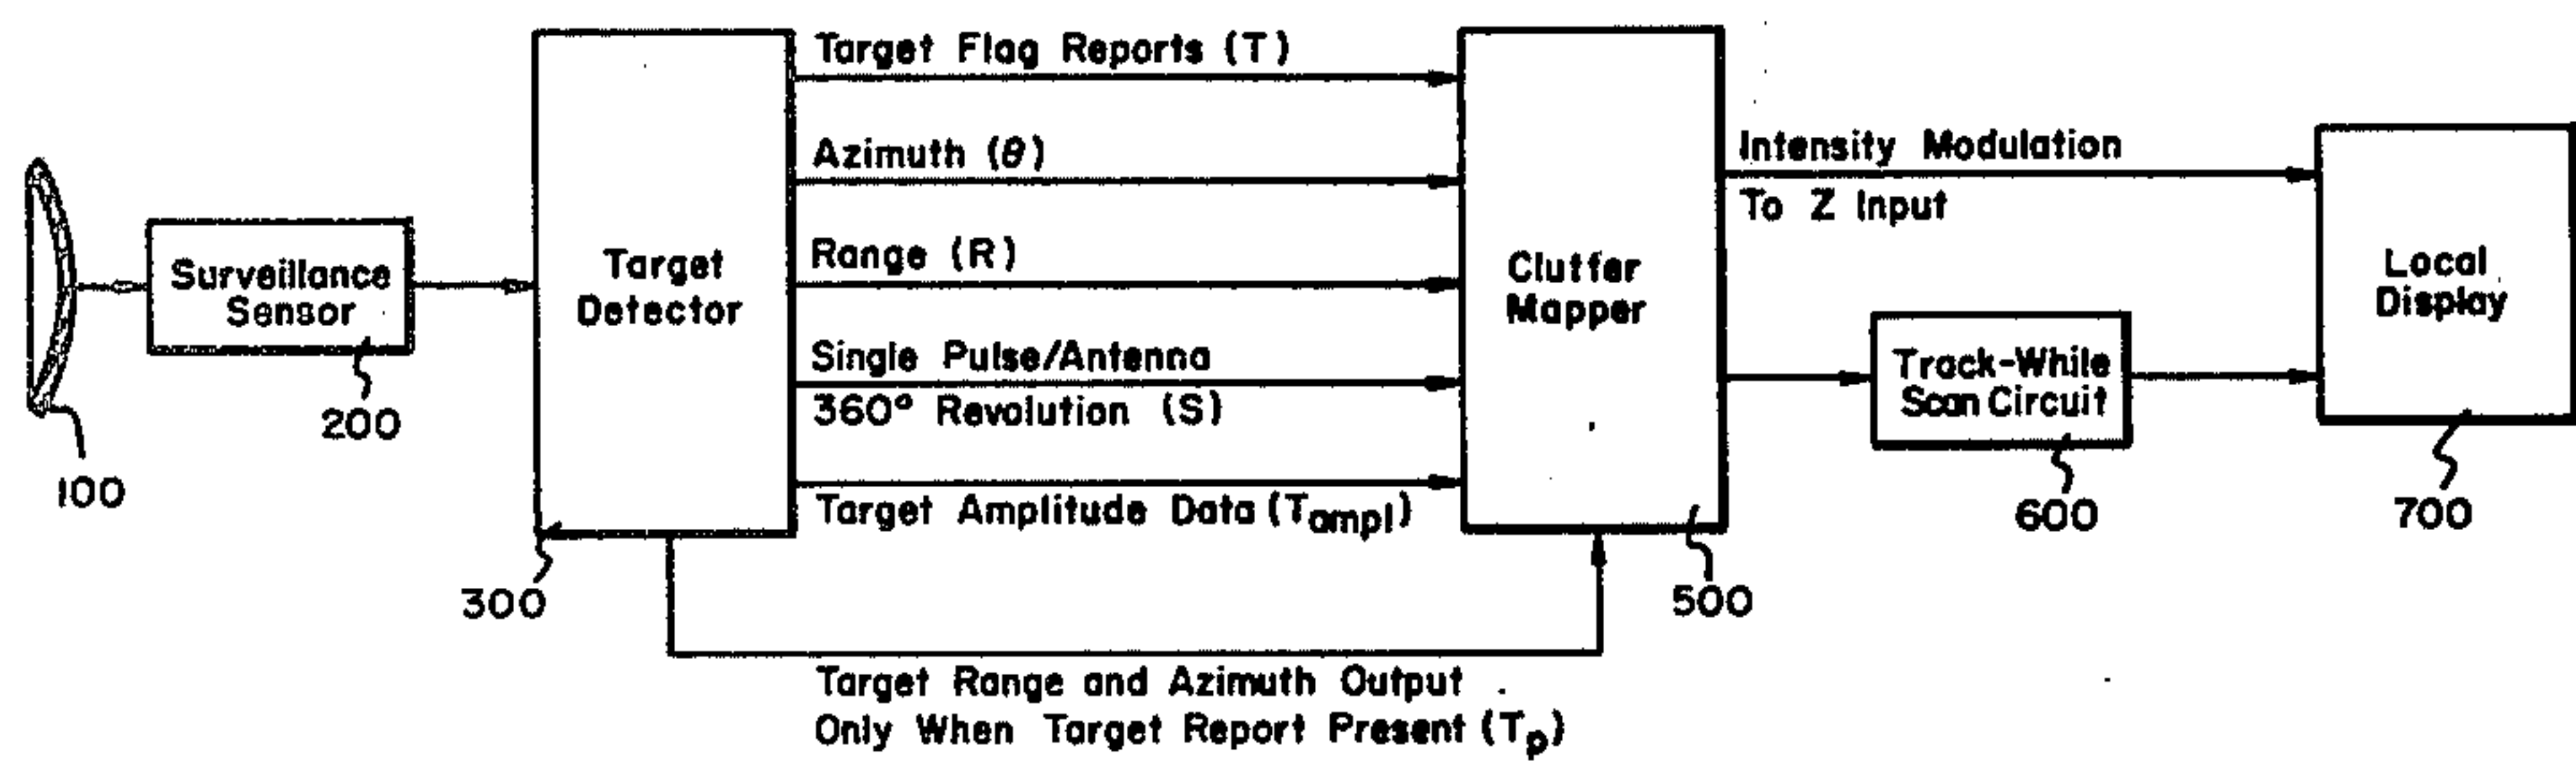 Target Flag Reports (T)
Azimuth (θ)
Range (R)
Single Pulse/Antenna
360° Revolution (S)
Target Amplitude Data (Tampl)
Target Range and Azimuth Output
Only When Target Report Present (Tp)
Surveillance
Sensor
Target
Detector
Clutter
Mapper
Intensity Modulation
To Z Input
Track-While
Scan Circuit
Local
Display
100
200
300
500
600
700